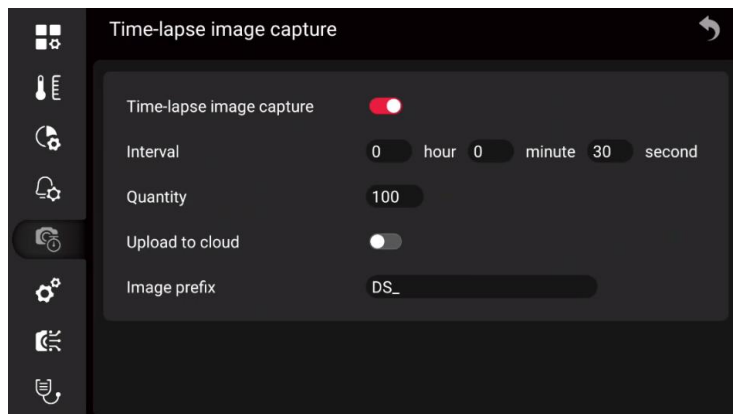 Time-lapse image capture
Time-lapse image capture
Interval 0 hour 0 minute 30 second
Quantity 100
Upload to cloud
Image prefix DS_